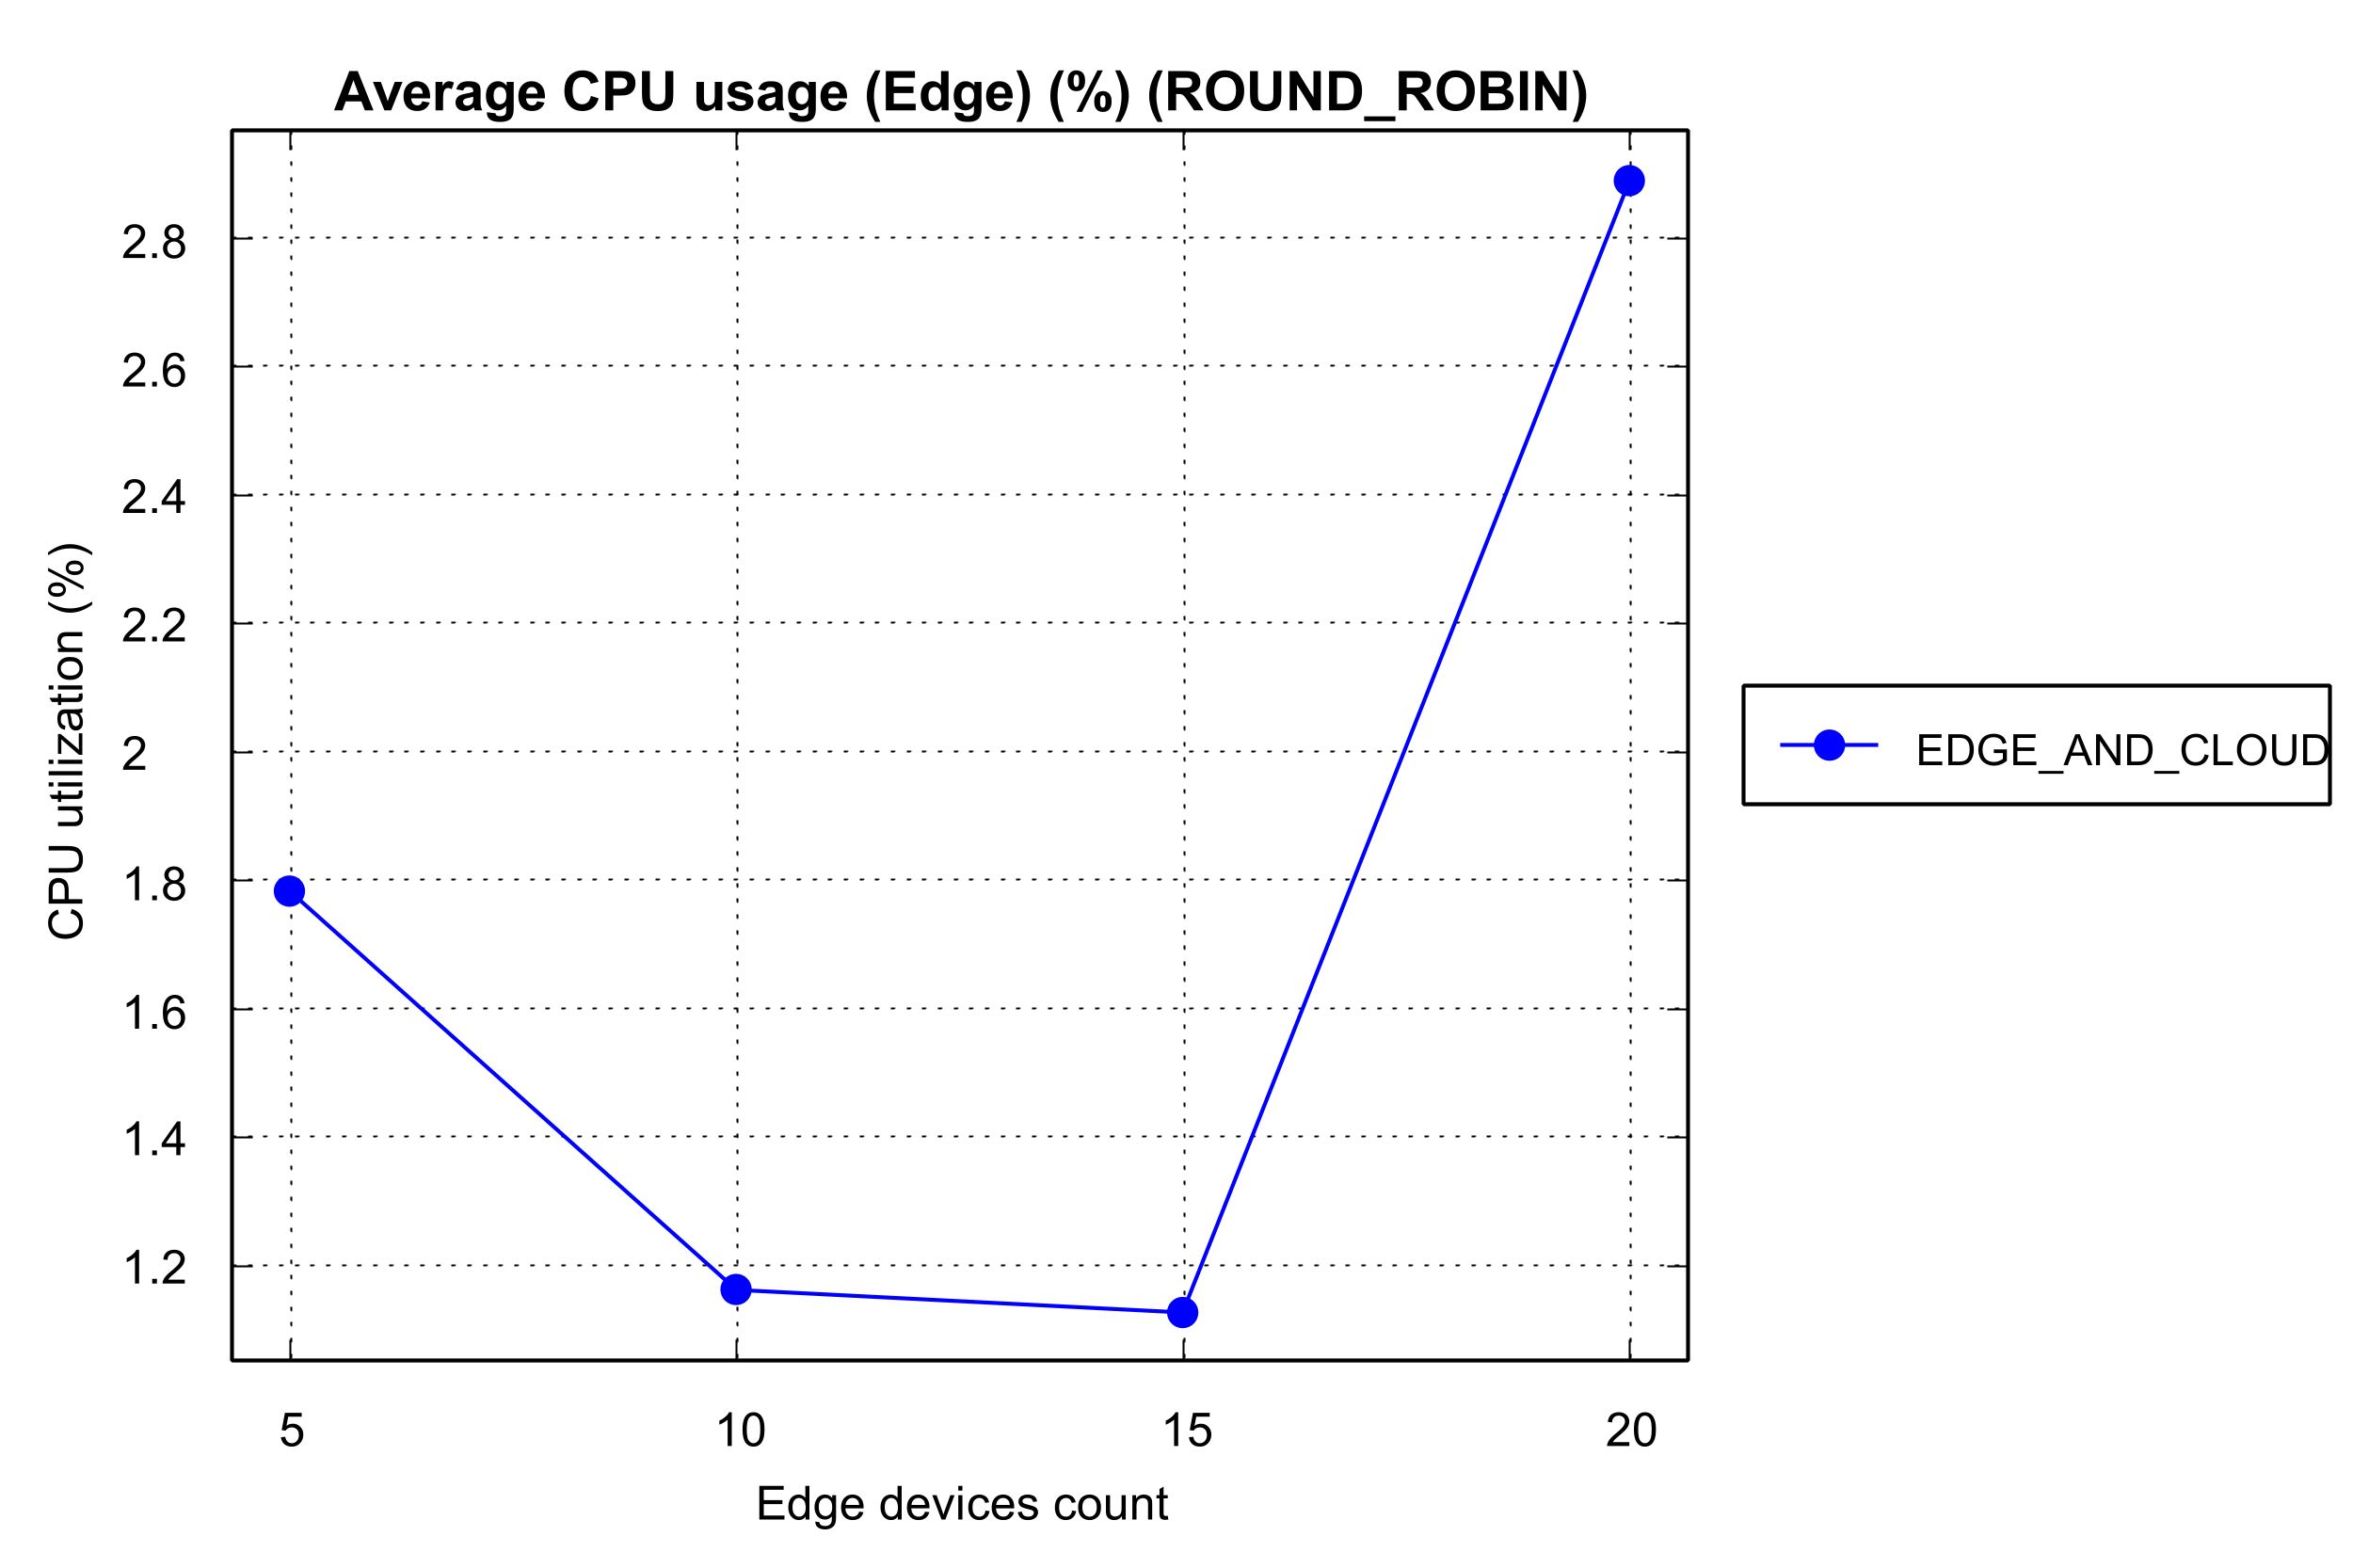 Average CPU usage (Edge) (%) (ROUND_ROBIN)
2.8
2.6
2.4
2.2
2
1.8
1.6
1.4
1.2
CPU utilization (%)
5 10 15 20
Edge devices count
EDGE_AND_CLOUD